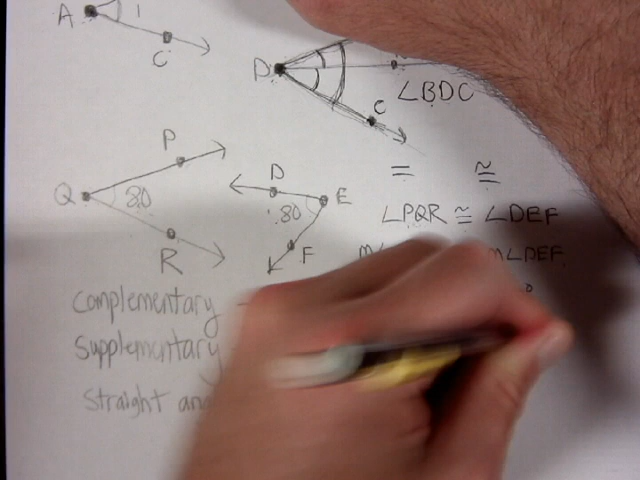 A 1
C
D
C
∠BDC
P
Q 80
R
D
80 E
F
= ≅
∠PQR ≅ ∠DEF
m∠DEF
complementary
supplementary
straight